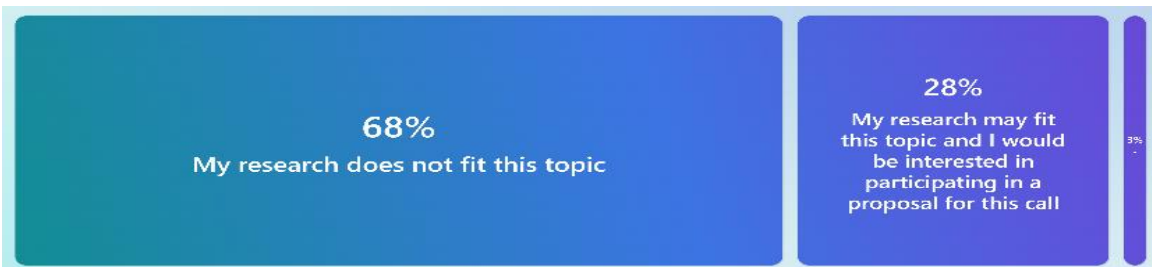 68%
My research does not fit this topic
28%
My research may fit
this topic and I would
be interested in
participating in a
proposal for this call
3%